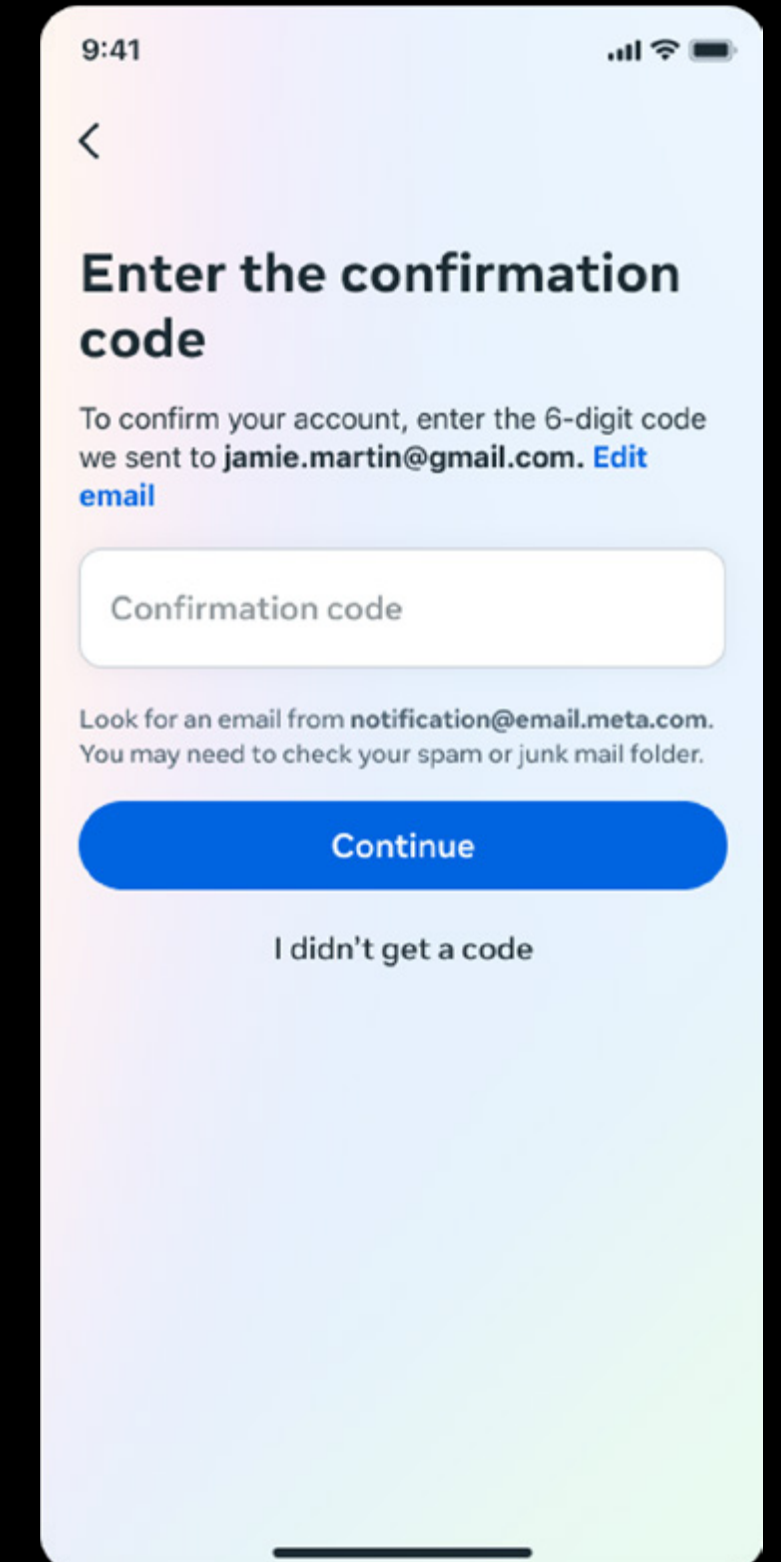 9:41
Enter the confirmation
code
To confirm your account, enter the 6-digit code
we sent to jamie.martin@gmail.com. Edit
email
Confirmation code
Look for an email from notification@email.meta.com.
You may need to check your spam or junk mail folder.
Continue
I didn't get a code